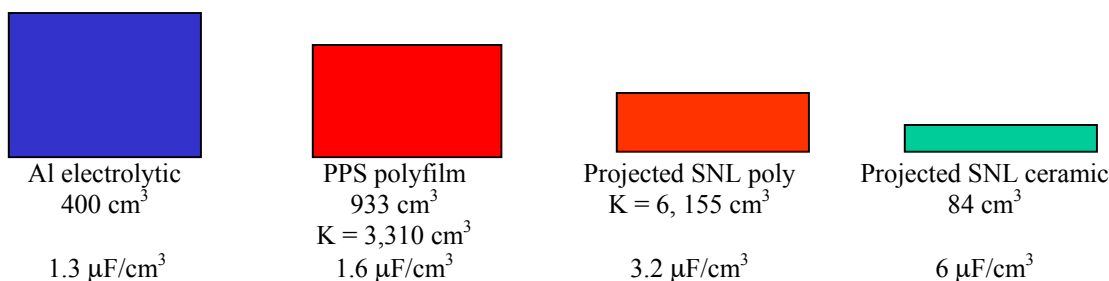 Al electrolytic
400 cm³
1.3 μF/cm³
PPS polyfilm
933 cm³
K = 3,310 cm³
1.6 μF/cm³
Projected SNL poly
K = 6, 155 cm³
3.2 μF/cm³
Projected SNL ceramic
84 cm³
6 μF/cm³